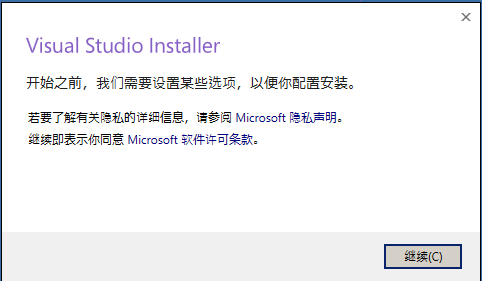 Visual Studio Installer
开始之前，我们需要设置某些选项，以便你配置安装。
若要了解有关隐私的详细信息，请参阅 Microsoft 隐私声明。
继续即表示你同意 Microsoft 软件许可条款。
继续(C)